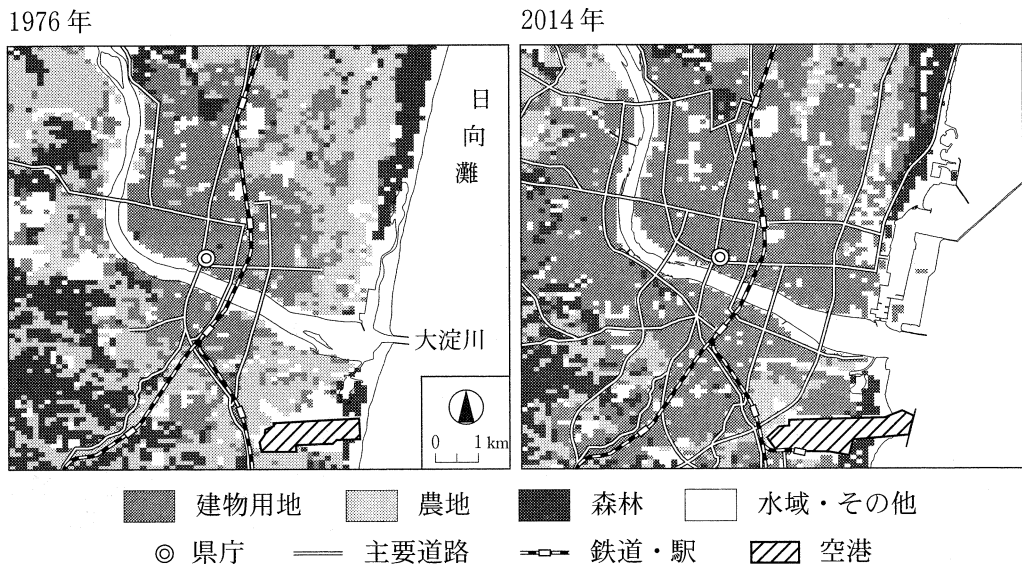 1976年
2014年
日向灘
大淀川
0 1km
建物用地 農地 森林 水域・その他
県庁 主要道路 鉄道・駅 空港